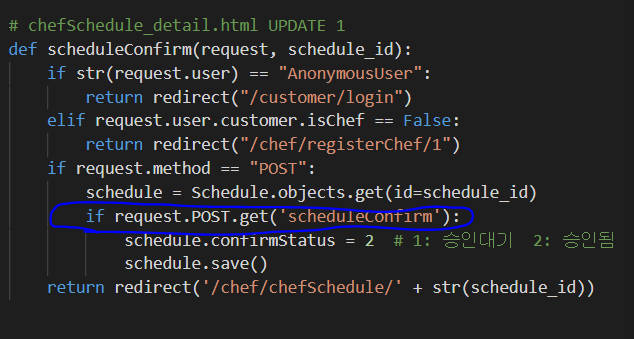 # chefSchedule_detail.html UPDATE 1
def scheduleConfirm(request, schedule_id):
    if str(request.user) == "AnonymousUser":
        return redirect("/customer/login")
    elif request.user.customer.isChef == False:
        return redirect("/chef/registerChef/1")
    if request.method == "POST":
        schedule = Schedule.objects.get(id=schedule_id)
        if request.POST.get('scheduleConfirm'):
            schedule.confirmStatus = 2  # 1: 승인대기  2: 승인됨
            schedule.save()
    return redirect('/chef/chefSchedule/' + str(schedule_id))